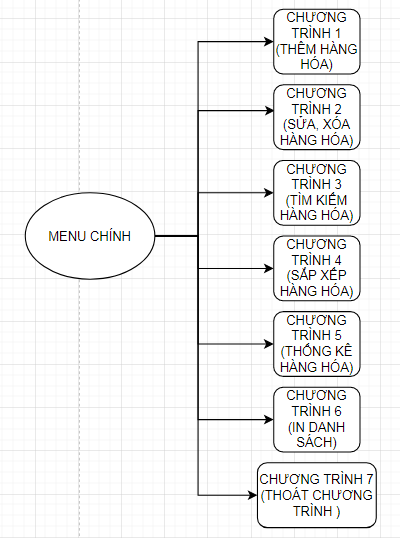 CHƯƠNG
TRÌNH 1
(THÊM HÀNG
HÓA)
CHƯƠNG
TRÌNH 2
(SỬA, XÓA
HÀNG HÓA)
CHƯƠNG
TRÌNH 3
(TÌM KIẾM
HÀNG HÓA)
MENU CHÍNH
CHƯƠNG
TRÌNH 4
(SẮP XẾP
HÀNG HÓA)
CHƯƠNG
TRÌNH 5
(THỐNG KÊ
HÀNG HÓA)
CHƯƠNG
TRÌNH 6
(IN DANH
SÁCH)
CHƯƠNG TRÌNH 7
(THOÁT CHƯƠNG
TRÌNH )